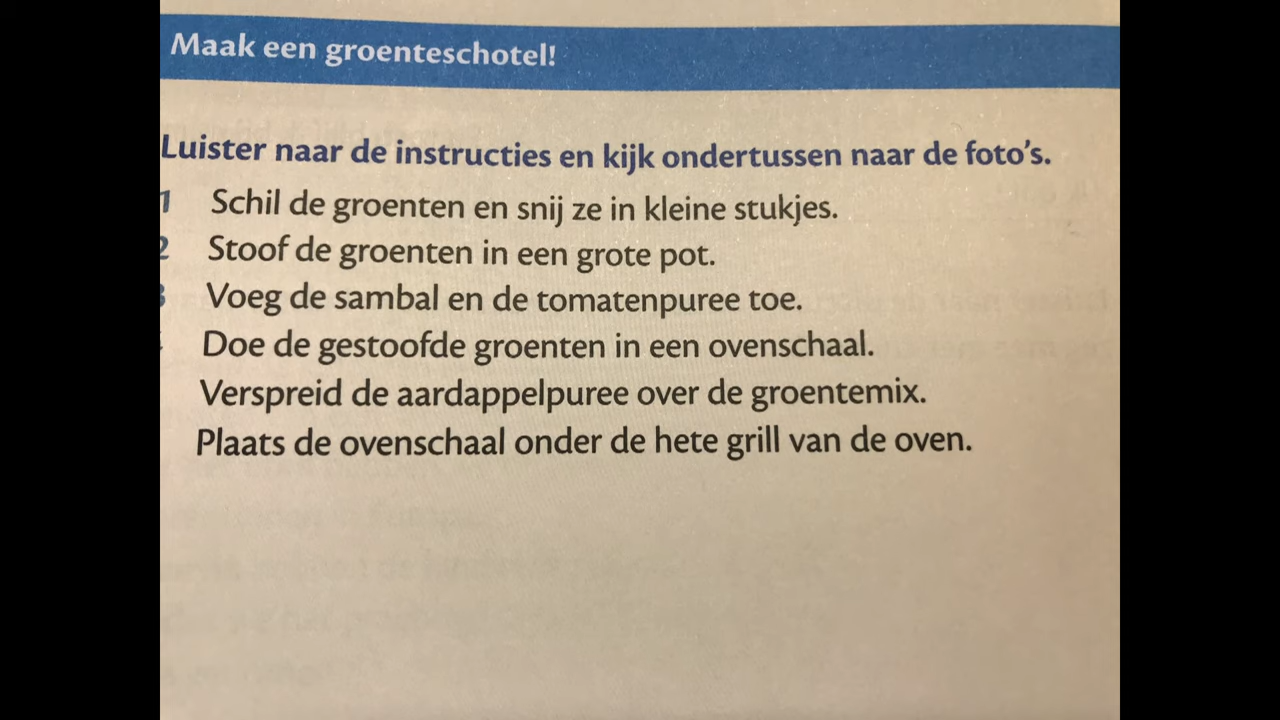 Maak een groenteschotel!
Luister naar de instructies en kijk ondertussen naar de foto's.
1 Schil de groenten en snij ze in kleine stukjes.
2 Stoof de groenten in een grote pot.
3 Voeg de sambal en de tomatenpuree toe.
Doe de gestoofde groenten in een ovenschaal.
Verspreid de aardappelpuree over de groentemix.
Plaats de ovenschaal onder de hete grill van de oven.